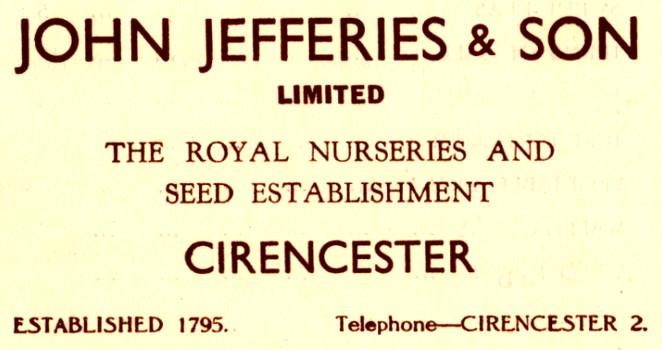 JOHN JEFFERIES & SON
LIMITED
THE ROYAL NURSERIES AND
SEED ESTABLISHMENT
CIRENCESTER
ESTABLISHED 1795. Telephone—CIRENCESTER 2.